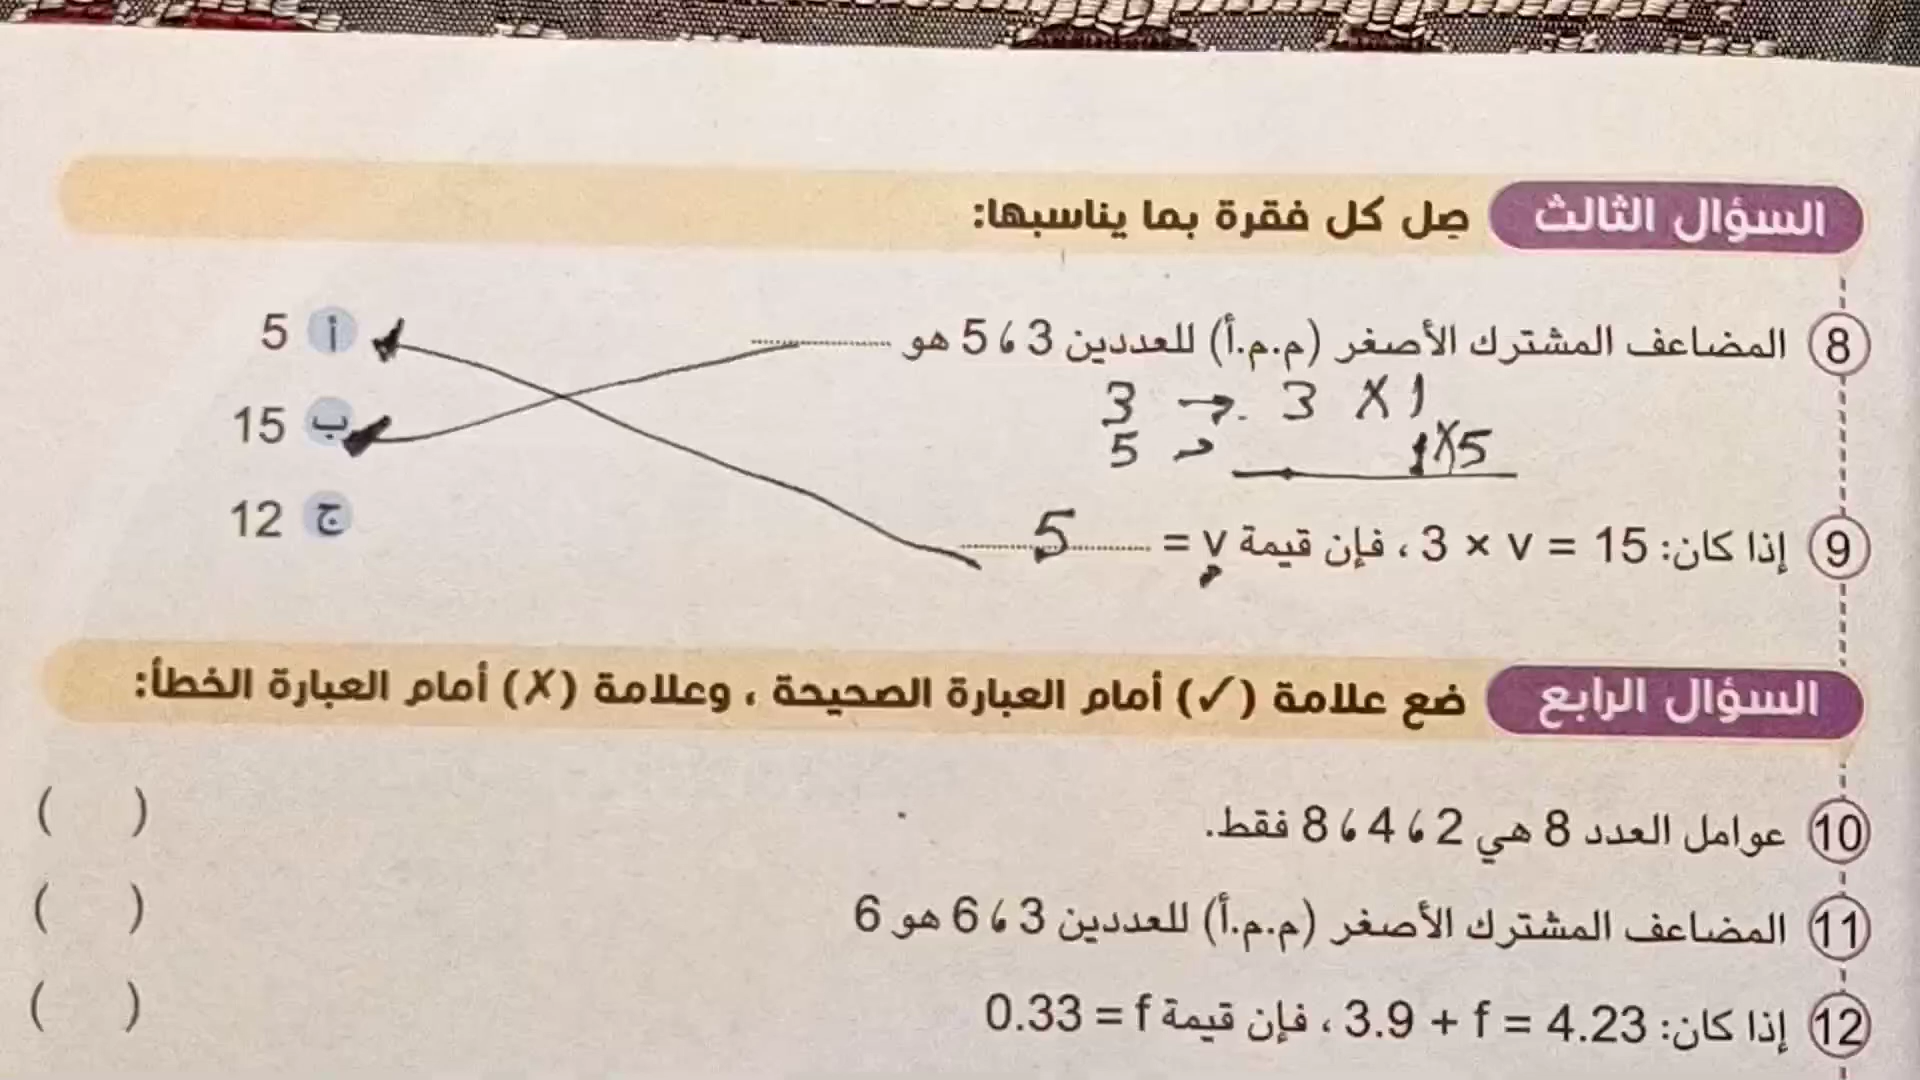 السؤال الثالث صِل كل فقرة بما يناسبها:
8 المضاعف المشترك الأصغر (م.م.أ) للعددين 3 ، 5 هو ............ أ 5
3 → 3 X 1
5 → 1X5
ب 15
ج 12
9 إذا كان: 3 × v = 15 ، فإن قيمة v = ......5......
السؤال الرابع ضع علامة (✓) أمام العبارة الصحيحة ، وعلامة (X) أمام العبارة الخطأ:
10 عوامل العدد 8 هي 2 ، 4 ، 8 فقط. ( )
11 المضاعف المشترك الأصغر (م.م.أ) للعددين 3 ، 6 هو 6 ( )
12 إذا كان: 3.9 + f = 4.23 ، فإن قيمة f = 0.33 ( )